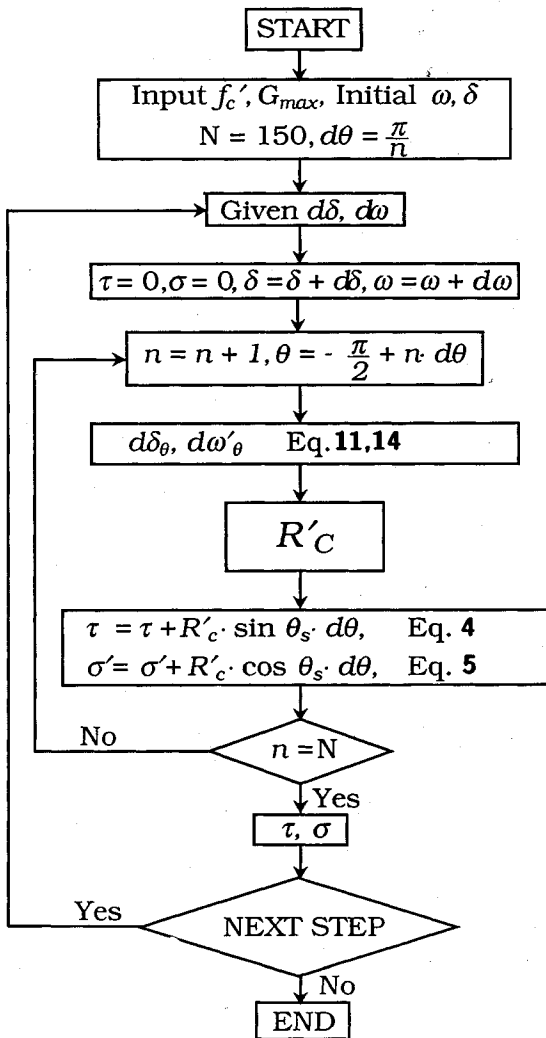 START
Input f_c', G_max, Initial ω, δ
N = 150, dθ = π/n
Given dδ, dω
τ = 0, σ = 0, δ = δ + dδ, ω = ω + dω
n = n + 1, θ = - π/2 + n· dθ
dδ_θ, dω'_θ Eq.11,14
R'_C
τ = τ + R'_c· sin θ_s· dθ, Eq. 4
σ' = σ' + R'_c· cos θ_s· dθ, Eq. 5
No
n = N
Yes
τ, σ
Yes
NEXT STEP
No
END